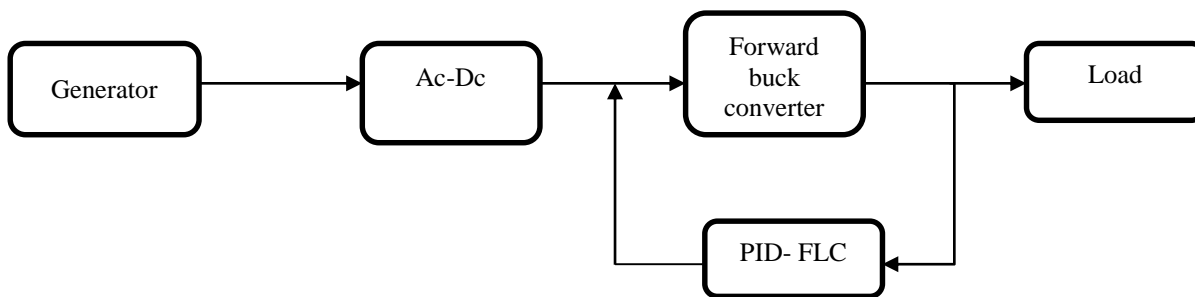 Generator
Ac-Dc
Forward
buck
converter
Load
PID- FLC